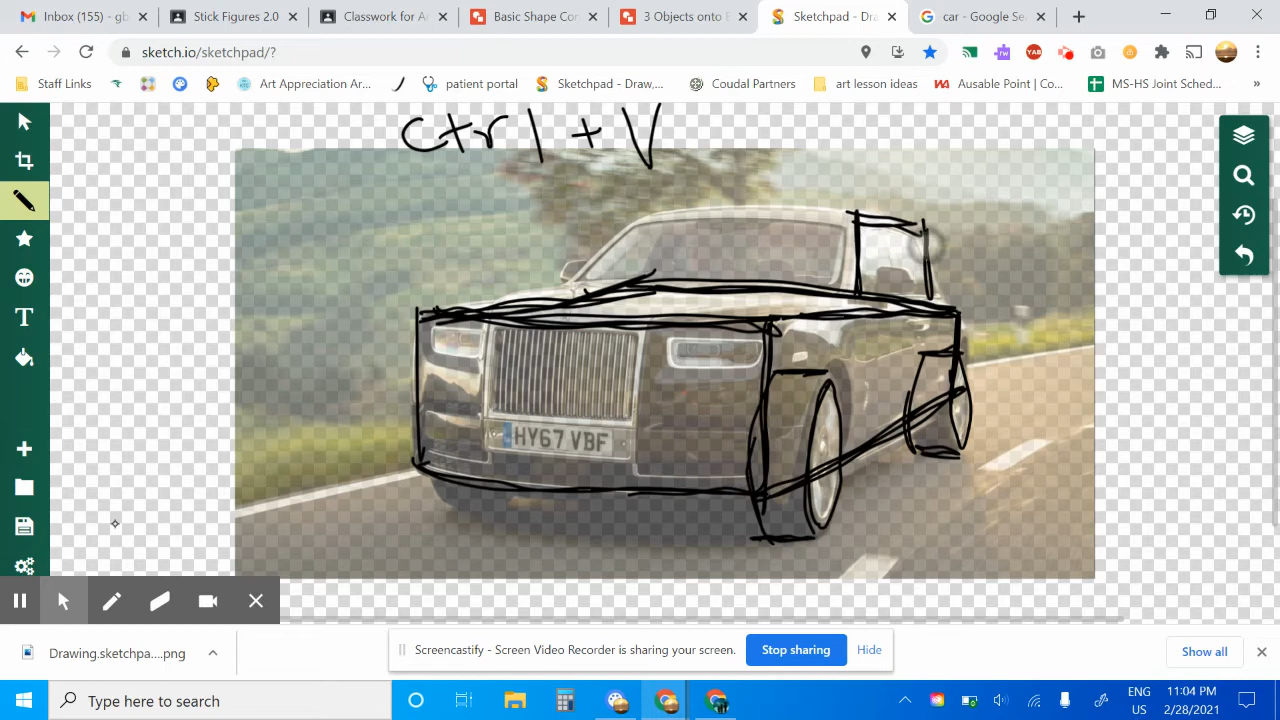 Inbox (155) - gb
Stick Figures 2.0
Classwork for A
Basic Shape Con
3 Objects onto B
Sketchpad - Dra
car - Google Se
sketch.io/sketchpad/?
Staff Links
Art Appreciation Ar...
patient portal
Sketchpad - Draw,...
Coudal Partners
art lesson ideas
Ausable Point | Co...
MS-HS Joint Sched...
Ctrl + V
HY67 VBF
Drawing.sketchpa....png
Screencastify - Screen Video Recorder is sharing your screen.
Stop sharing
Hide
Show all
Type here to search
ENG
US
11:04 PM
2/28/2021